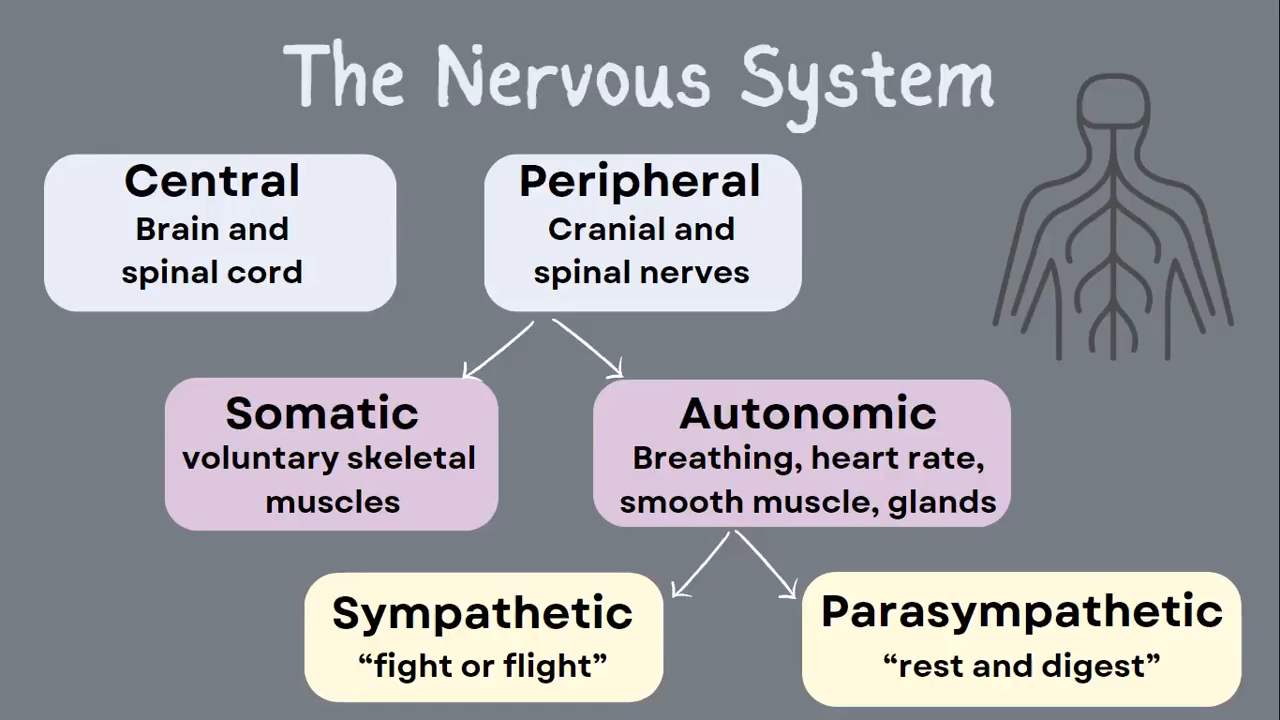 The Nervous System
Central
Brain and
spinal cord
Peripheral
Cranial and
spinal nerves
Somatic
voluntary skeletal
muscles
Autonomic
Breathing, heart rate,
smooth muscle, glands
Sympathetic
“fight or flight”
Parasympathetic
“rest and digest”